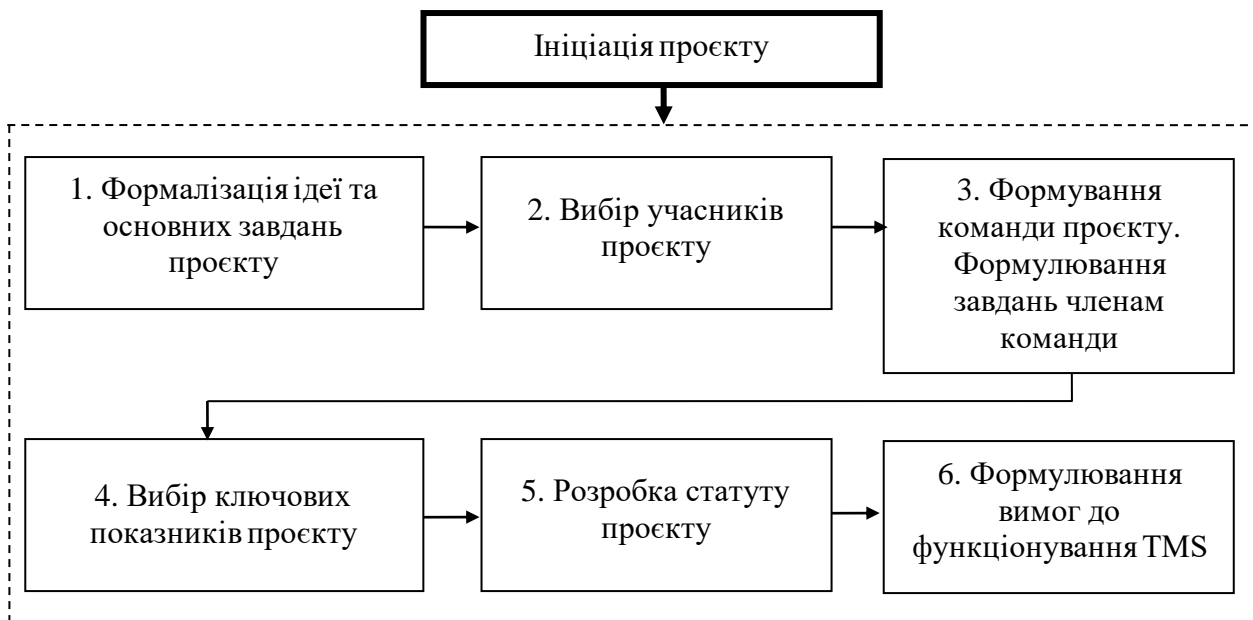 Ініціація проєкту
1. Формалізація ідеї та
основних завдань
проєкту
2. Вибір учасників
проєкту
3. Формування
команди проєкту.
Формулювання
завдань членам
команди
4. Вибір ключових
показників проєкту
5. Розробка статуту
проєкту
6. Формулювання
вимог до
функціонування TMS